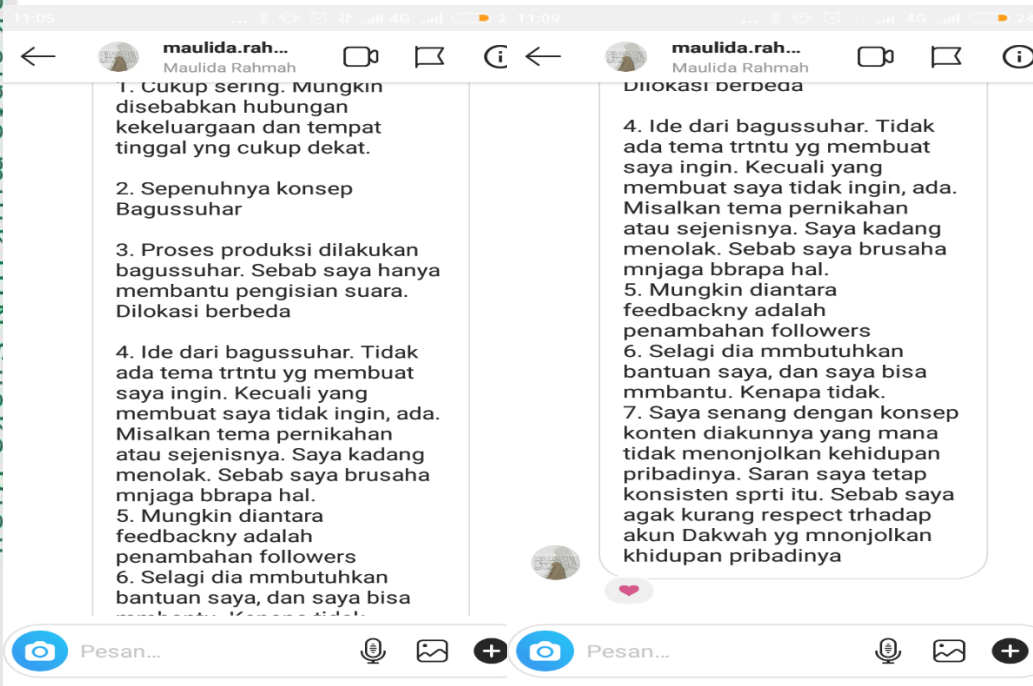 11:05
4G
maulida.rah...
Maulida Rahmah
1. Cukup sering. Mungkin
disebabkan hubungan
kekeluargaan dan tempat
tinggal yng cukup dekat.
2. Sepenuhnya konsep
Bagussuhar
3. Proses produksi dilakukan
bagussuhar. Sebab saya hanya
membantu pengisian suara.
Dilokasi berbeda
4. Ide dari bagussuhar. Tidak
ada tema trtntu yg membuat
saya ingin. Kecuali yang
membuat saya tidak ingin, ada.
Misalkan tema pernikahan
atau sejenisnya. Saya kadang
menolak. Sebab saya brusaha
mnjaga bbrapa hal.
5. Mungkin diantara
feedbackny adalah
penambahan followers
6. Selagi dia mmbutuhkan
bantuan saya, dan saya bisa
Pesan...
11:09
4G
maulida.rah...
Maulida Rahmah
Dilokasi berbeda
4. Ide dari bagussuhar. Tidak
ada tema trtntu yg membuat
saya ingin. Kecuali yang
membuat saya tidak ingin, ada.
Misalkan tema pernikahan
atau sejenisnya. Saya kadang
menolak. Sebab saya brusaha
mnjaga bbrapa hal.
5. Mungkin diantara
feedbackny adalah
penambahan followers
6. Selagi dia mmbutuhkan
bantuan saya, dan saya bisa
mmbantu. Kenapa tidak.
7. Saya senang dengan konsep
konten diakunnya yang mana
tidak menonjolkan kehidupan
pribadinya. Saran saya tetap
konsisten sprti itu. Sebab saya
agak kurang respect trhadap
akun Dakwah yg mnonjolkan
khidupan pribadinya
Pesan...